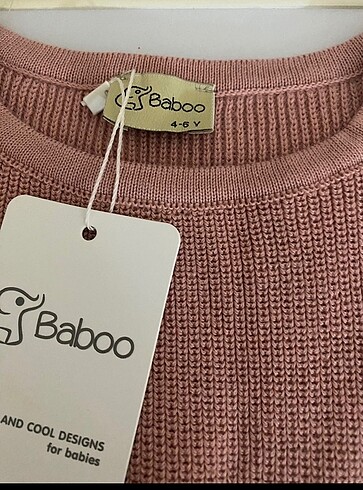 Baboo
4-6 Y
Baboo
AND COOL DESIGNS
for babies